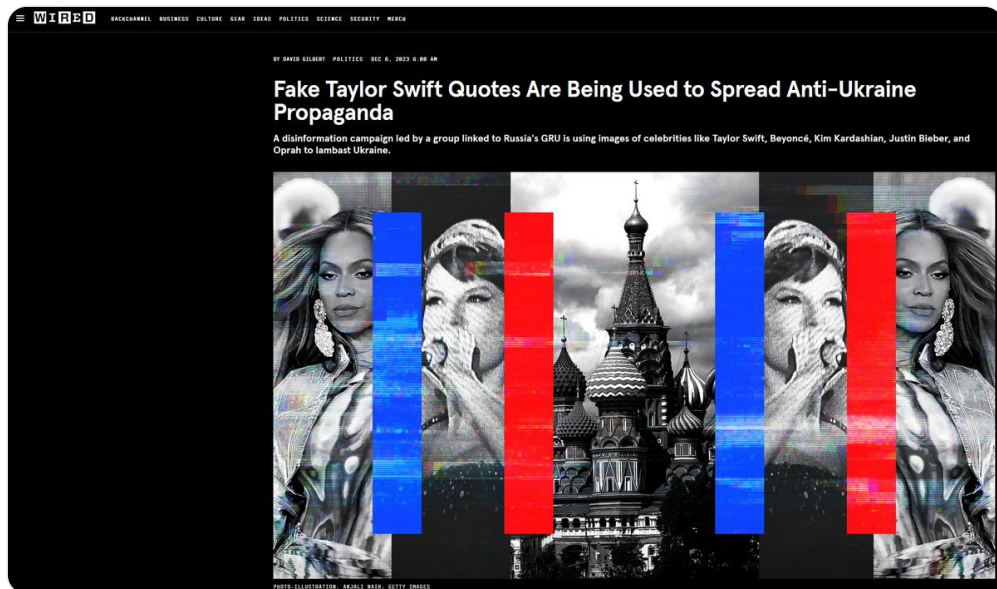 WIRED
BACKCHANNEL BUSINESS CULTURE GEAR IDEAS POLITICS SCIENCE SECURITY MERCH
BY DAVID GILBERT POLITICS DEC 6, 2023 6:00 AM
Fake Taylor Swift Quotes Are Being Used to Spread Anti-Ukraine
Propaganda
A disinformation campaign led by a group linked to Russia's GRU is using images of celebrities like Taylor Swift, Beyoncé, Kim Kardashian, Justin Bieber, and
Oprah to lambast Ukraine.
PHOTO-ILLUSTRATION: ANJALI NAIR; GETTY IMAGES